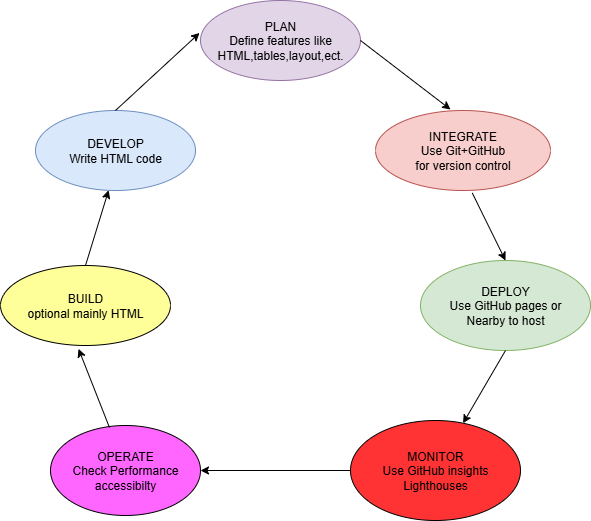 PLAN
Define features like
HTML,tables,layout,ect.
DEVELOP
Write HTML code
INTEGRATE
Use Git+GitHub
for version control
BUILD
optional mainly HTML
DEPLOY
Use GitHub pages or
Nearby to host
OPERATE
Check Performance
accessibilty
MONITOR
Use GitHub insights
Lighthouses